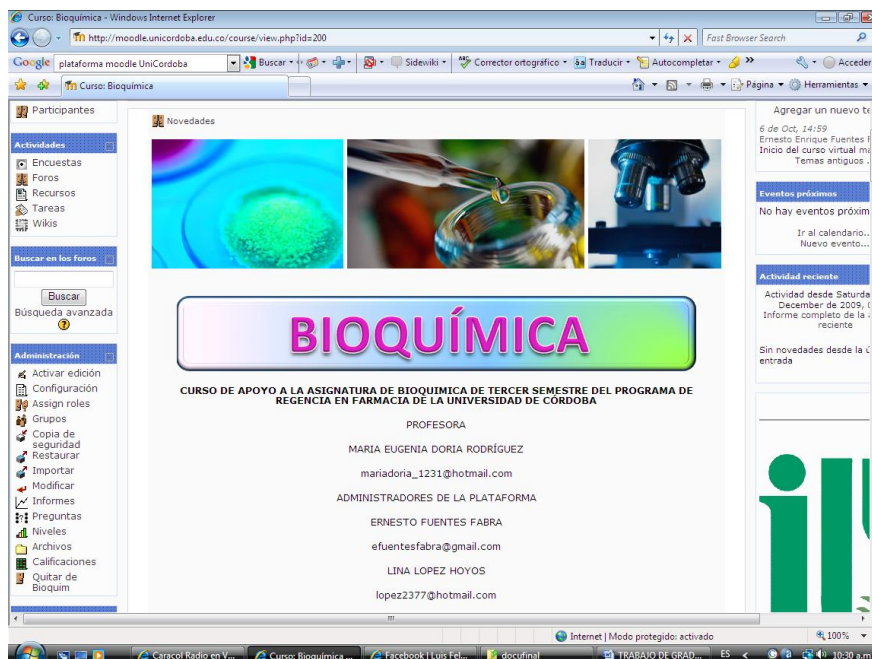 Curso: Bioquímica - Windows Internet Explorer
http://moodle.unicordoba.edu.co/course/view.php?id=200
Fast Browser Search
Google
plataforma moodle UniCordoba
Buscar
Sidewiki
Corrector ortográfico
Traducir
Autocompletar
Acceder
Curso: Bioquímica
Página
Herramientas
Participantes
Actividades
Encuestas
Foros
Recursos
Tareas
Wikis
Buscar en los foros
Buscar
Búsqueda avanzada
Administración
Activar edición
Configuración
Assign roles
Grupos
Copia de
seguridad
Restaurar
Importar
Modificar
Informes
Preguntas
Niveles
Archivos
Calificaciones
Quitar de
Bioquim
Novedades
BIOQUÍMICA
CURSO DE APOYO A LA ASIGNATURA DE BIOQUIMICA DE TERCER SEMESTRE DEL PROGRAMA DE
REGENCIA EN FARMACIA DE LA UNIVERSIDAD DE CÓRDOBA
PROFESORA
MARIA EUGENIA DORIA RODRÍGUEZ
mariadoria_1231@hotmail.com
ADMINISTRADORES DE LA PLATAFORMA
ERNESTO FUENTES FABRA
efuentesfabra@gmail.com
LINA LOPEZ HOYOS
lopez2377@hotmail.com
Agregar un nuevo te
6 de Oct, 14:59
Ernesto Enrique Fuentes
Inicio del curso virtual ma
Temas antiguos .
Eventos próximos
No hay eventos próxim
Ir al calendario...
Nuevo evento...
Actividad reciente
Actividad desde Saturda
December de 2009,
Informe completo de la
reciente
Sin novedades desde la
entrada
Internet | Modo protegido: activado
100%
Caracol Radio en V...
Curso: Bioquímica ...
Facebook | Luis Fel...
docufinal
TRABAJO DE GRAD...
ES
10:30 a.m.